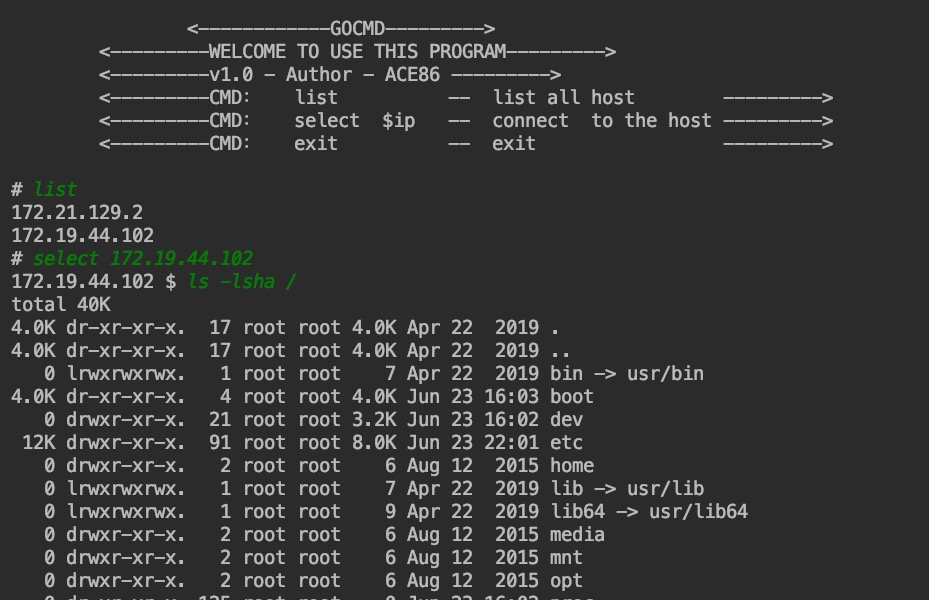 <------------GOCMD--------->
<---------WELCOME TO USE THIS PROGRAM--------->
<---------v1.0 - Author - ACE86 --------->
<---------CMD:    list          --  list all host        --------->
<---------CMD:    select  $ip   --  connect  to the host --------->
<---------CMD:    exit          --  exit                 --------->
# list
172.21.129.2
172.19.44.102
# select 172.19.44.102
172.19.44.102 $ ls -lsha /
total 40K
4.0K dr-xr-xr-x.  17 root root 4.0K Apr 22  2019 .
4.0K dr-xr-xr-x.  17 root root 4.0K Apr 22  2019 ..
   0 lrwxrwxrwx.   1 root root    7 Apr 22  2019 bin -> usr/bin
4.0K dr-xr-xr-x.   4 root root 4.0K Jun 23 16:03 boot
   0 drwxr-xr-x.  21 root root 3.2K Jun 23 16:02 dev
 12K drwxr-xr-x.  91 root root 8.0K Jun 23 22:01 etc
   0 drwxr-xr-x.   2 root root    6 Aug 12  2015 home
   0 lrwxrwxrwx.   1 root root    7 Apr 22  2019 lib -> usr/lib
   0 lrwxrwxrwx.   1 root root    9 Apr 22  2019 lib64 -> usr/lib64
   0 drwxr-xr-x.   2 root root    6 Aug 12  2015 media
   0 drwxr-xr-x.   2 root root    6 Aug 12  2015 mnt
   0 drwxr-xr-x.   2 root root    6 Aug 12  2015 opt